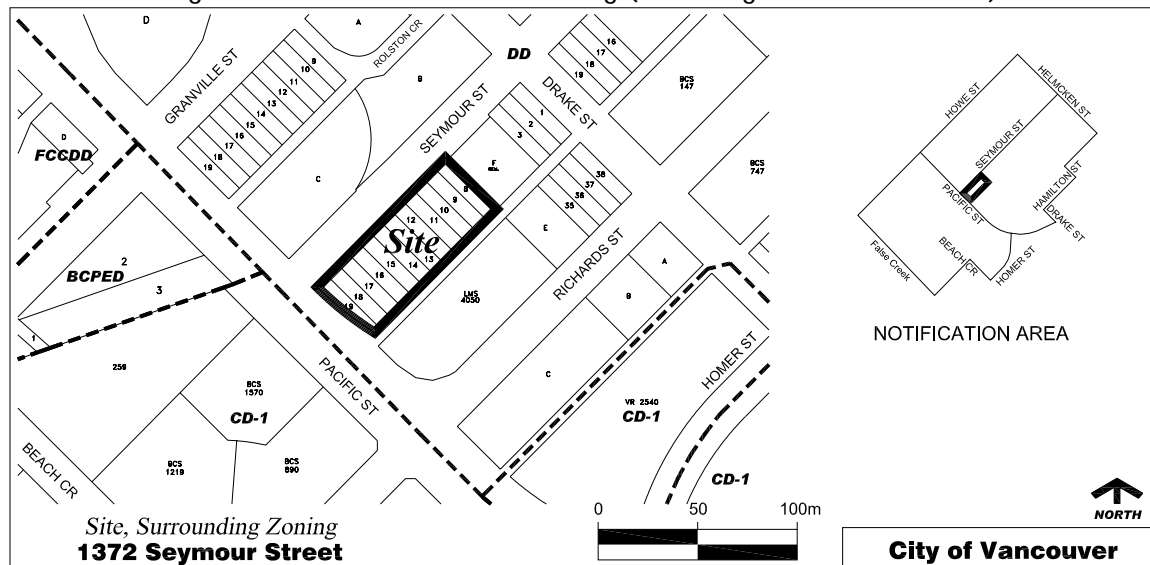 D
A
ROLSTON CR
B
GRANVILLE ST
9
10
11
12
13
14
15
16
17
18
19
DD
16
17
18
19
DRAKE ST
BCS
147
SEYMOUR ST
1
2
3
F
D
FCCDD
C
8
9
10
11
12
Site
13
14
15
16
17
18
19
38
37
36
35
E
BCS
747
RICHARDS ST
A
B
C
LMS
4050
2
BCPED
3
1
259
PACIFIC ST
BCS
1570
CD-1
BCS
1219
BCS
890
BEACH CR
HOMER ST
VR 2540
CD-1
CD-1
HOWE ST
HELMCKEN ST
SEYMOUR ST
HAMILTON ST
PACIFIC ST
DRAKE ST
BEACH CR
HOMER ST
False Creek
NOTIFICATION AREA
0 50 100m
NORTH
Site, Surrounding Zoning
1372 Seymour Street
City of Vancouver